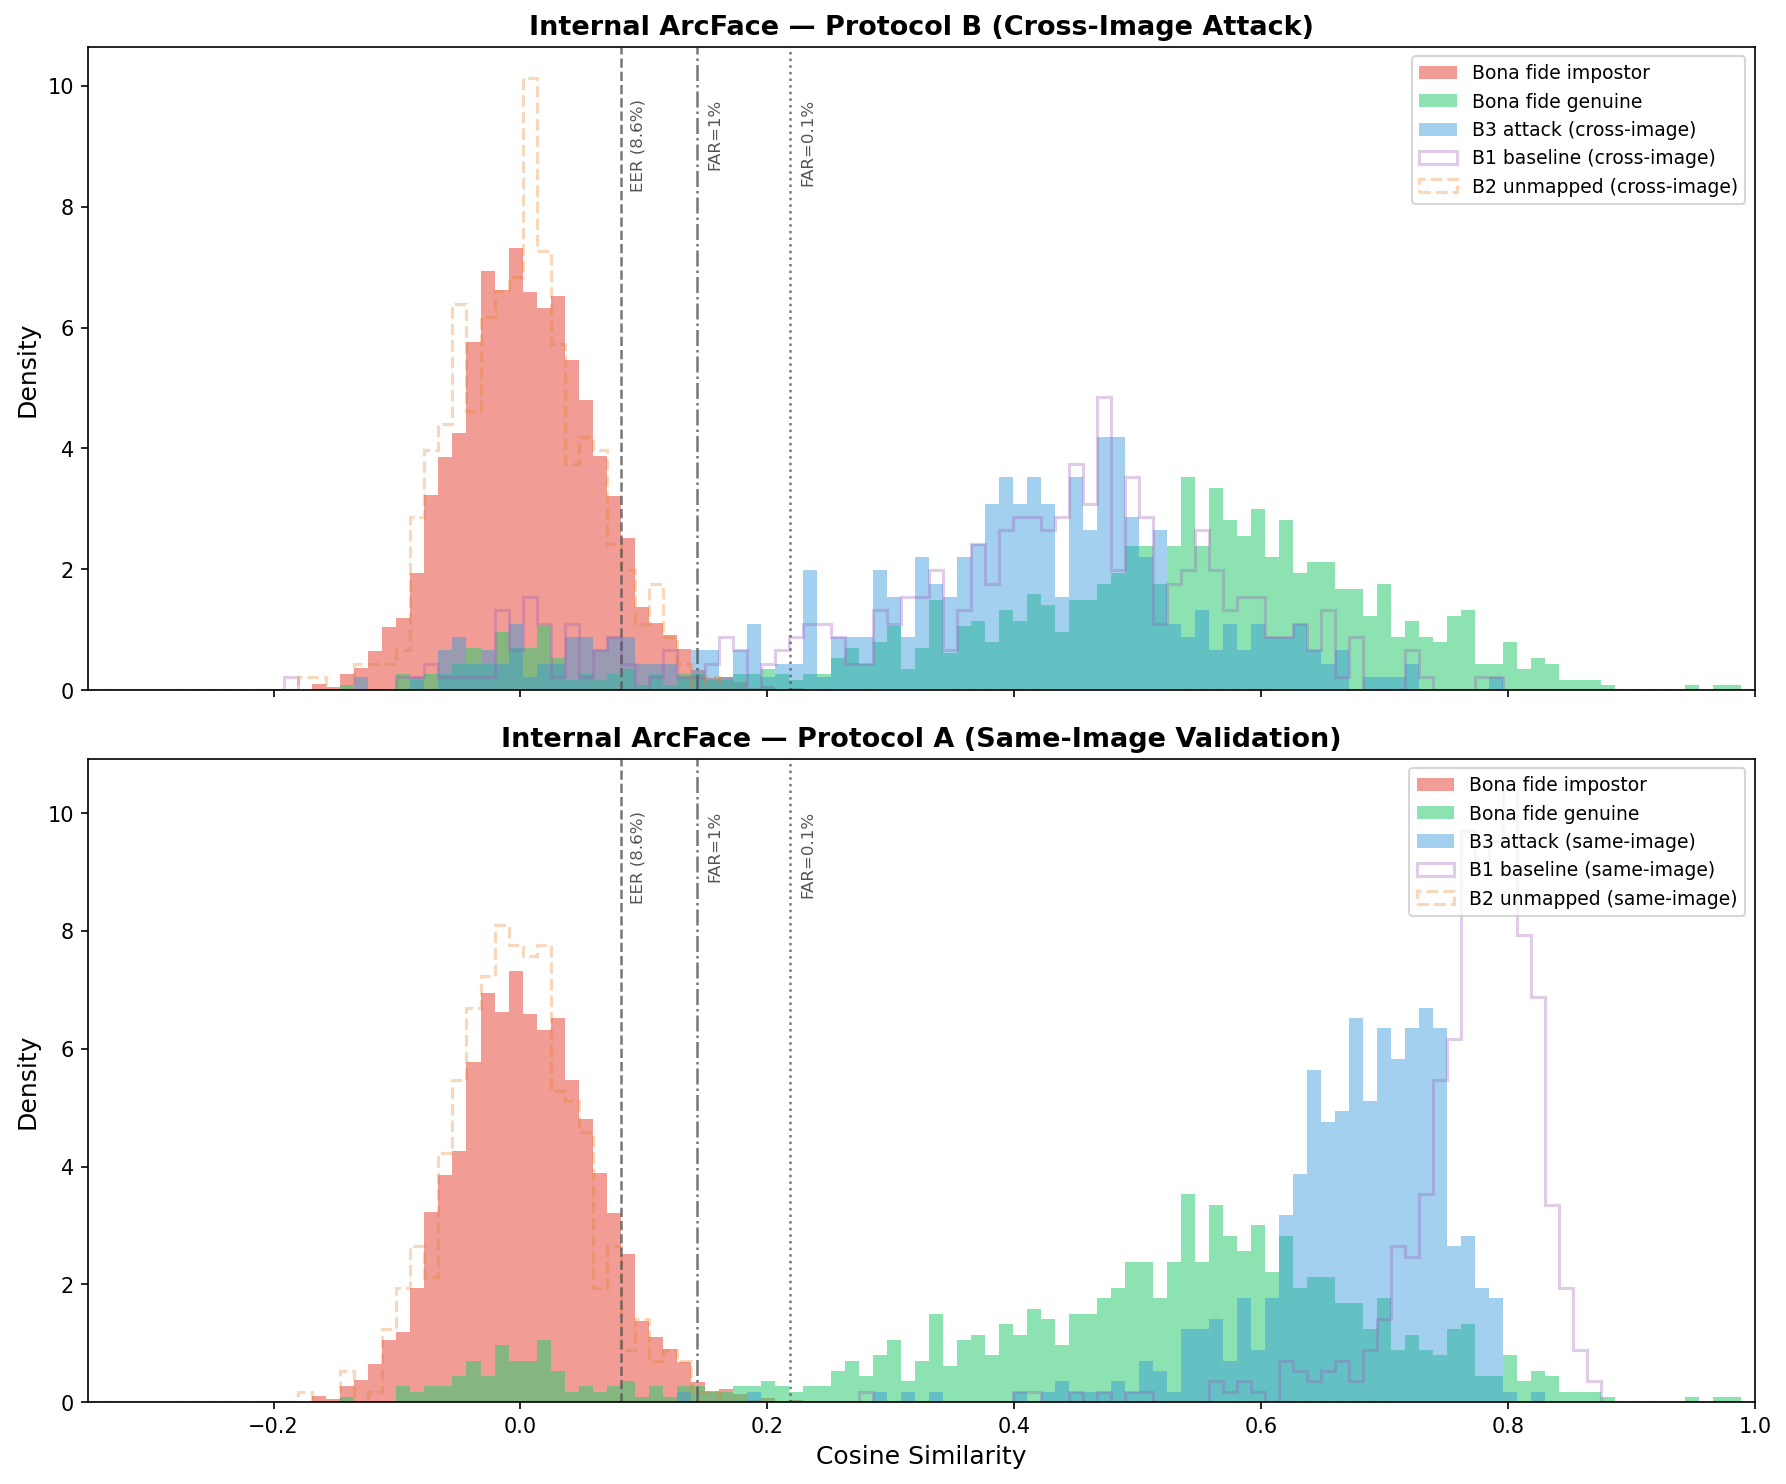 Internal ArcFace — Protocol B (Cross-Image Attack)
Density
10
8
6
4
2
0
EER (8.6%)
FAR=1%
FAR=0.1%
Bona fide impostor
Bona fide genuine
B3 attack (cross-image)
B1 baseline (cross-image)
B2 unmapped (cross-image)
Internal ArcFace — Protocol A (Same-Image Validation)
Density
10
8
6
4
2
0
EER (8.6%)
FAR=1%
FAR=0.1%
Bona fide impostor
Bona fide genuine
B3 attack (same-image)
B1 baseline (same-image)
B2 unmapped (same-image)
−0.2 0.0 0.2 0.4 0.6 0.8 1.0
Cosine Similarity